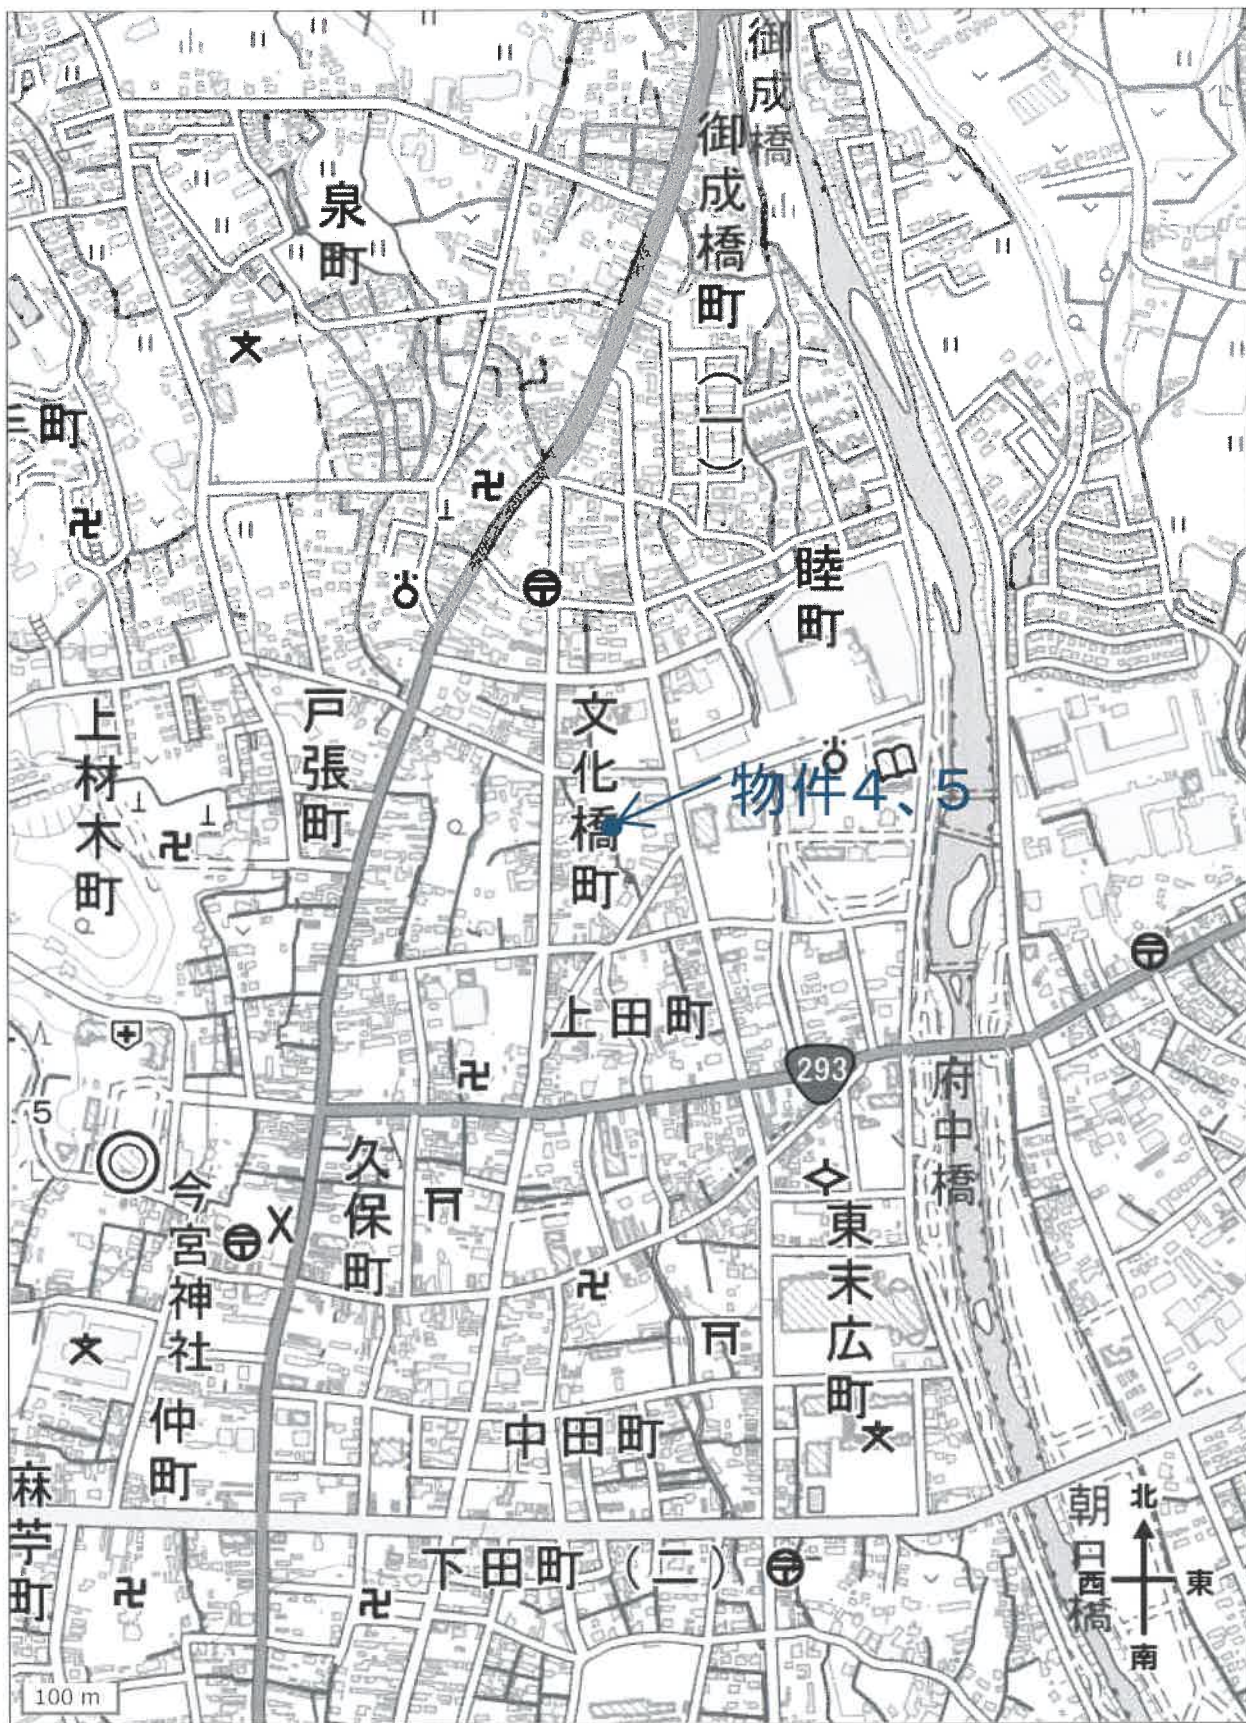 御成橋
御成橋町(一)
泉町
三町
睦町
上材木町
戸張町
文化橋町
物件4、5
上田町
293
府中橋
5
久保町
今宮神社
東末広町
仲町
中田町
麻苧町
下田町(二)
朝日橋
北
西
東
南
100 m